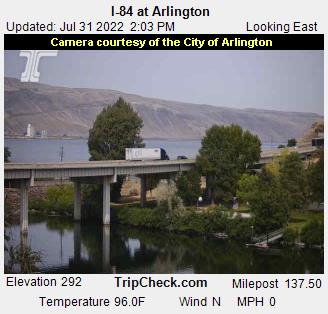 I-84 at Arlington
Updated: Jul 31 2022 2:03 PM Looking East
Camera courtesy of the City of Arlington
Elevation 292 TripCheck.com Milepost 137.50
Temperature 96.0F Wind N MPH 0